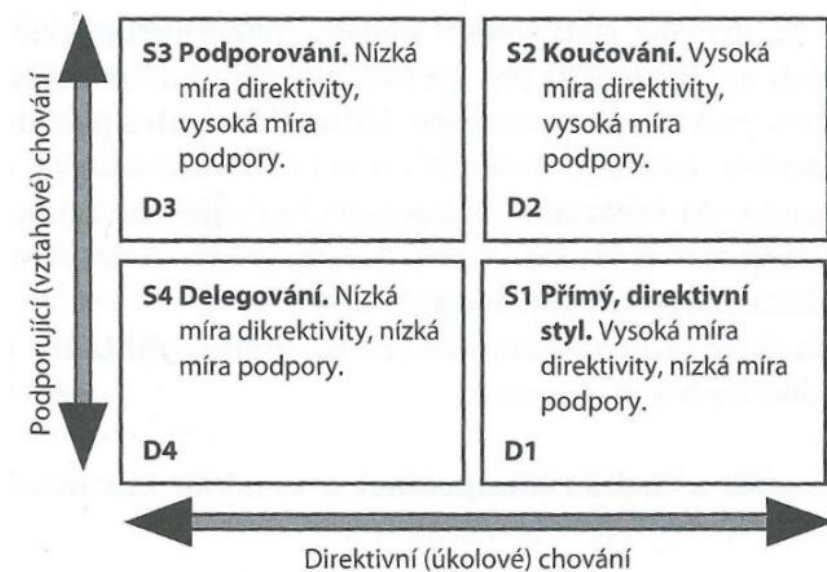 S3 Podporování. Nízká
míra direktivity,
vysoká míra
podpory.
D3
S2 Koučování. Vysoká
míra direktivity,
vysoká míra
podpory.
D2
S4 Delegování. Nízká
míra dikrektivity, nízká
míra podpory.
D4
S1 Přímý, direktivní
styl. Vysoká míra
direktivity, nízká míra
podpory.
D1
Podporující (vztahové) chování
Direktivní (úkolové) chování